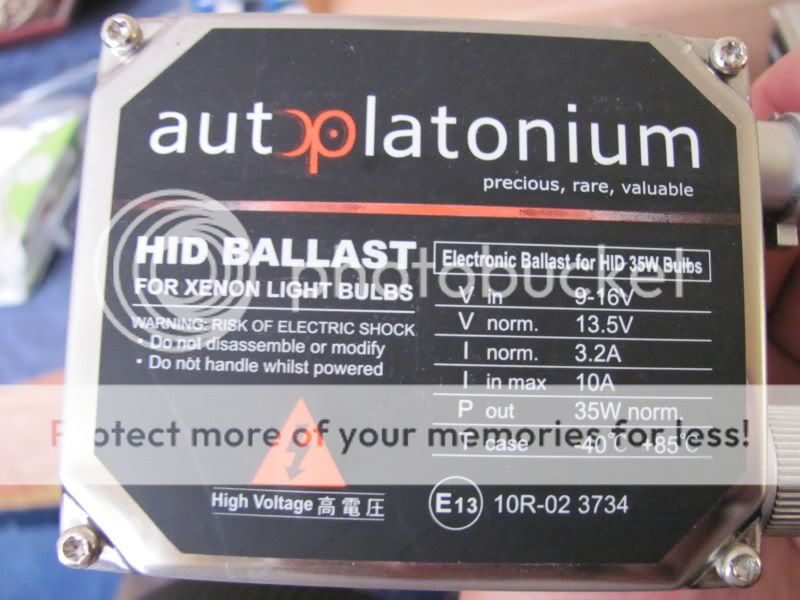 autoplatonium
precious, rare, valuable
HID BALLAST
FOR XENON LIGHT BULBS
WARNING: RISK OF ELECTRIC SHOCK
• Do not disassemble or modify
• Do not handle whilst powered
High Voltage 高電圧
Electronic Ballast for HID 35W Bulbs
V in 9-16V
V norm. 13.5V
I norm. 3.2A
I in max 10A
P out 35W norm.
T case -40℃ +85℃
E13 10R-02 3734
photobucket
Protect more of your memories for less!